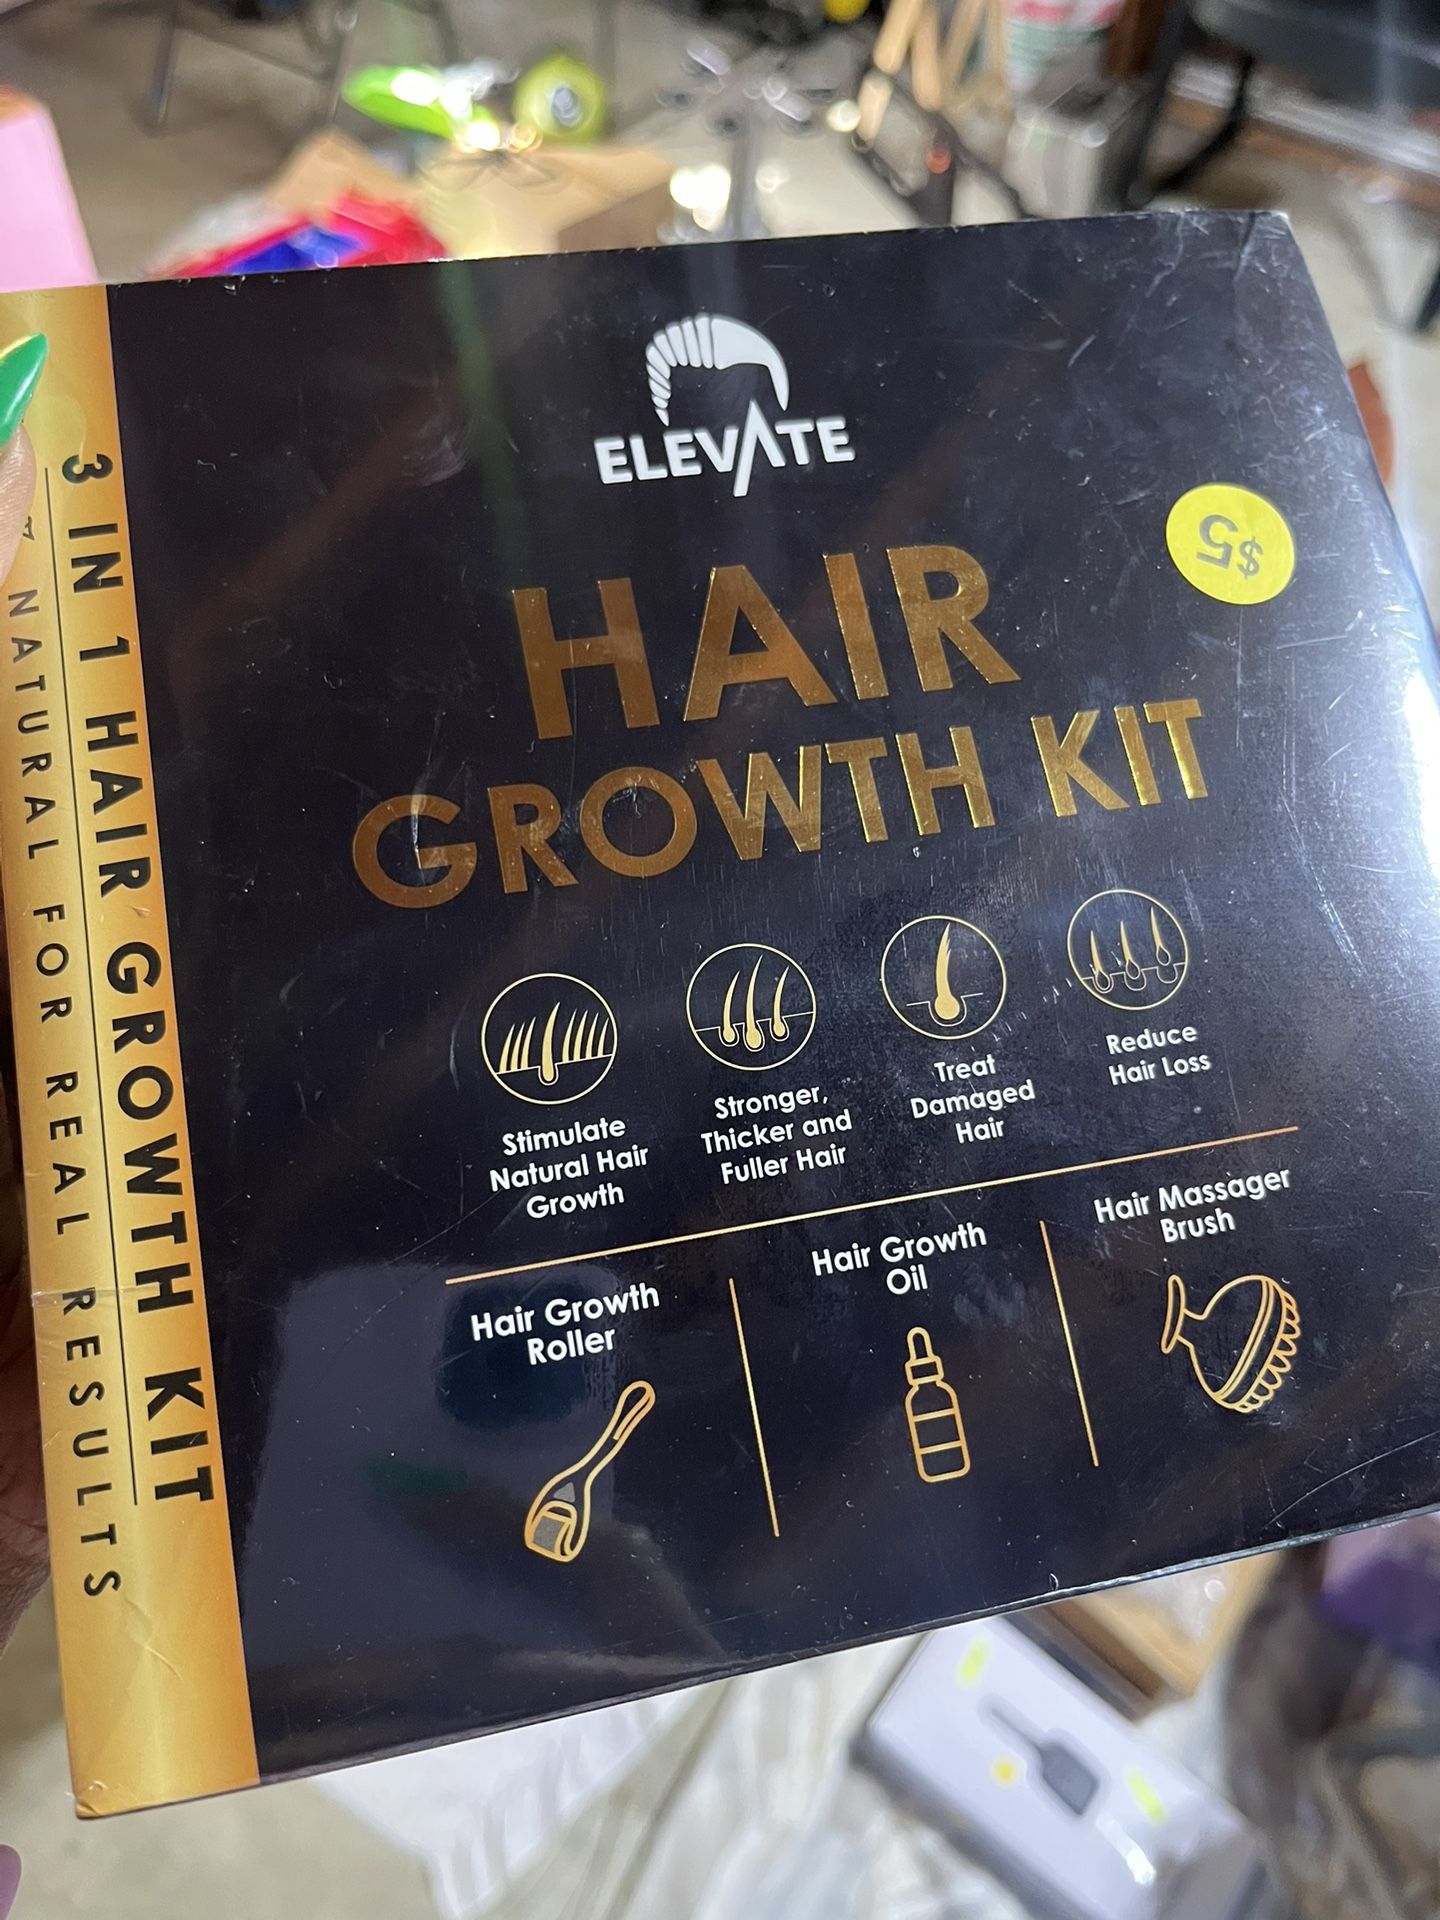 ELEVATE
$5
HAIR
GROWTH KIT
Stimulate
Natural Hair
Growth
Stronger,
Thicker and
Fuller Hair
Treat
Damaged
Hair
Reduce
Hair Loss
Hair Growth
Roller
Hair Growth
Oil
Hair Massager
Brush
3 IN 1 HAIR GROWTH KIT
NATURAL FOR REAL RESULTS